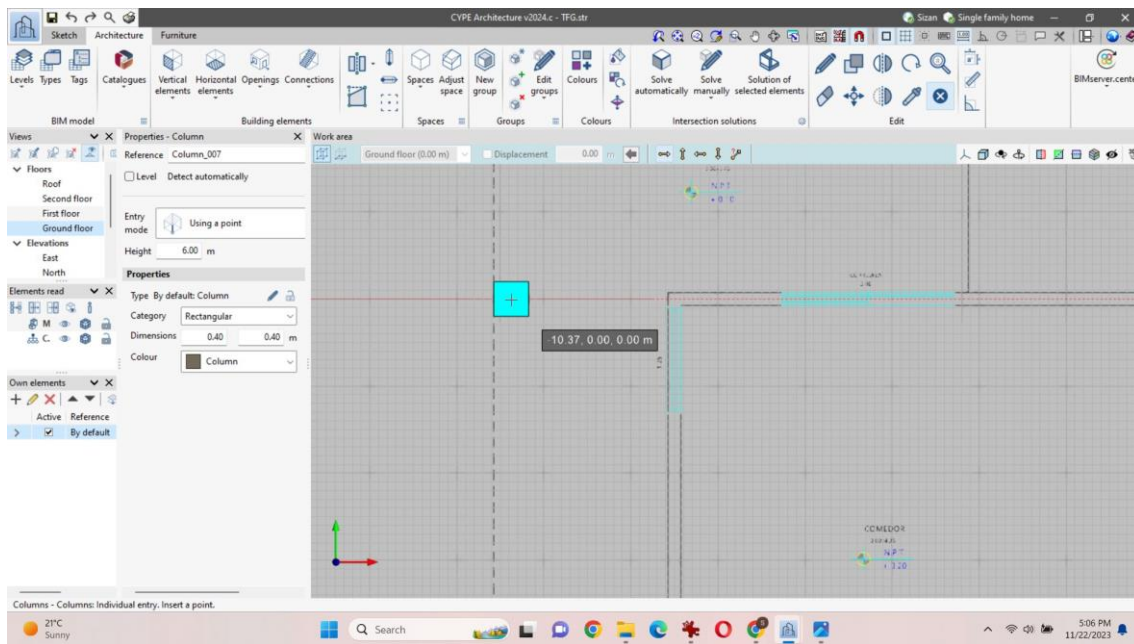 CYPE Architecture v2024.c - TFG.str
Sizan
Single family home
Sketch
Architecture
Furniture
Levels
Types
Tags
Catalogues
Vertical elements
Horizontal elements
Openings
Connections
Spaces
Adjust space
New group
Edit groups
Colours
Solve automatically
Solve manually
Solution of selected elements
BIMserver.cente
BIM model
Building elements
Spaces
Groups
Colours
Intersection solutions
Edit
Views
Floors
Roof
Second floor
First floor
Ground floor
Elevations
East
North
Elements read
M
C.
Own elements
Active Reference
By default
Properties - Column
Reference Column_007
Level Detect automatically
Entry mode
Using a point
Height 6.00 m
Properties
Type By default: Column
Category Rectangular
Dimensions 0.40 0.40 m
Colour Column
Work area
Ground floor (0.00 m)
Displacement 0.00 m
N.P.T
-10.37, 0.00, 0.00 m
COMEDOR
N.P.T
Columns - Columns: Individual entry. Insert a point.
21°C
Sunny
Search
5:06 PM
11/22/2023